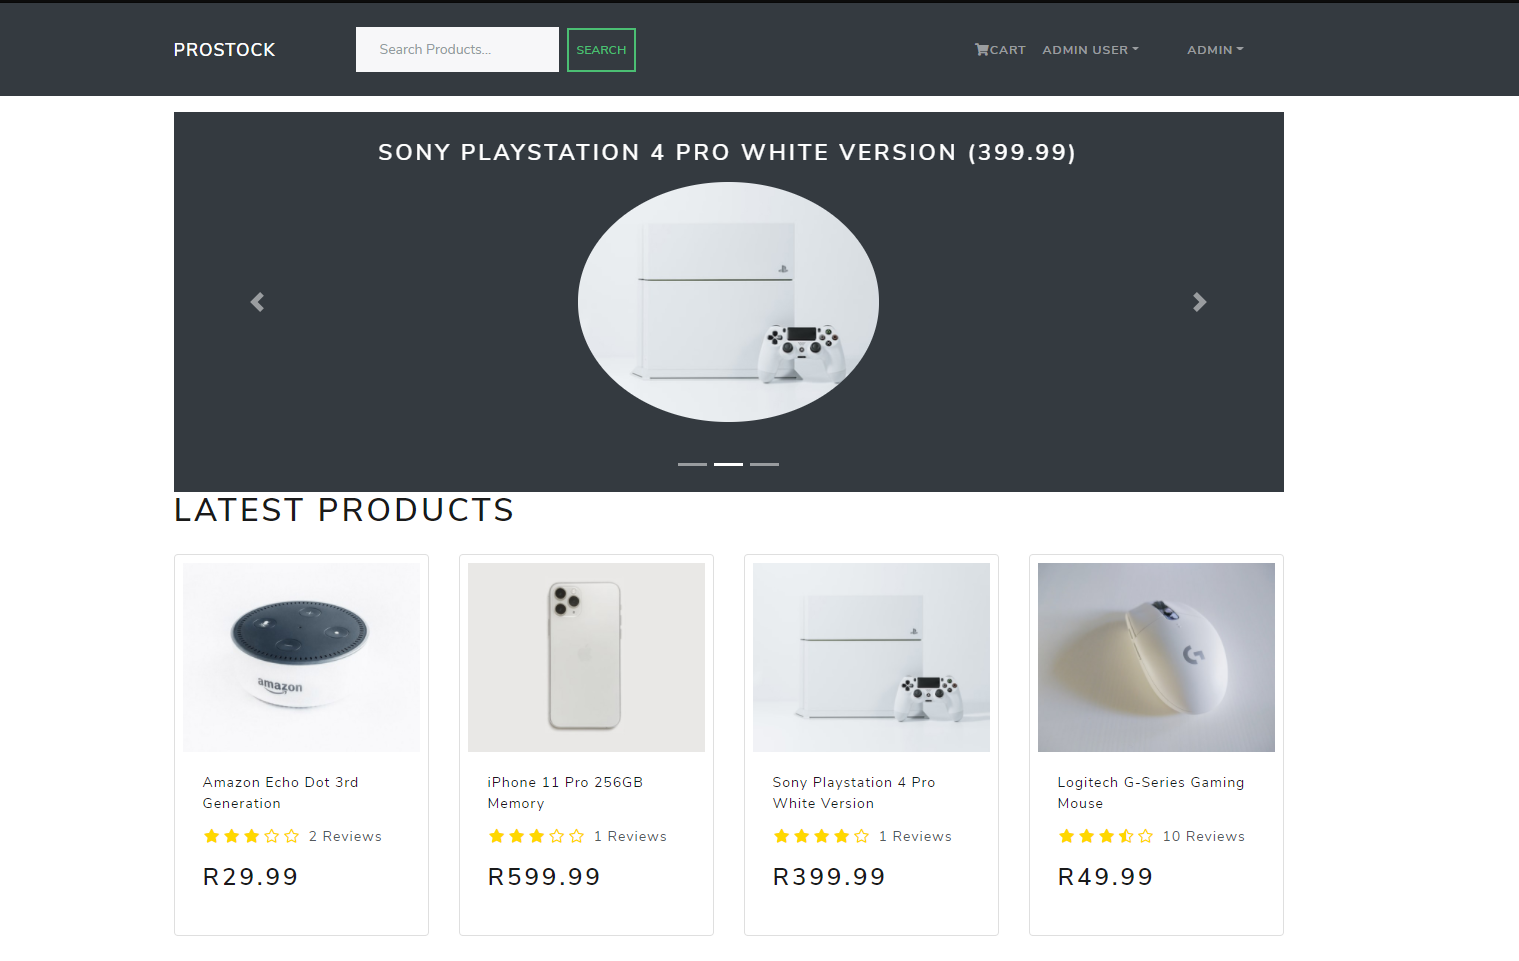 PROSTOCK
Search Products...
SEARCH
CART
ADMIN USER
ADMIN
SONY PLAYSTATION 4 PRO WHITE VERSION (399.99)
LATEST PRODUCTS
amazon
Amazon Echo Dot 3rd
Generation
2 Reviews
R29.99
iPhone 11 Pro 256GB
Memory
1 Reviews
R599.99
Sony Playstation 4 Pro
White Version
1 Reviews
R399.99
Logitech G-Series Gaming
Mouse
10 Reviews
R49.99